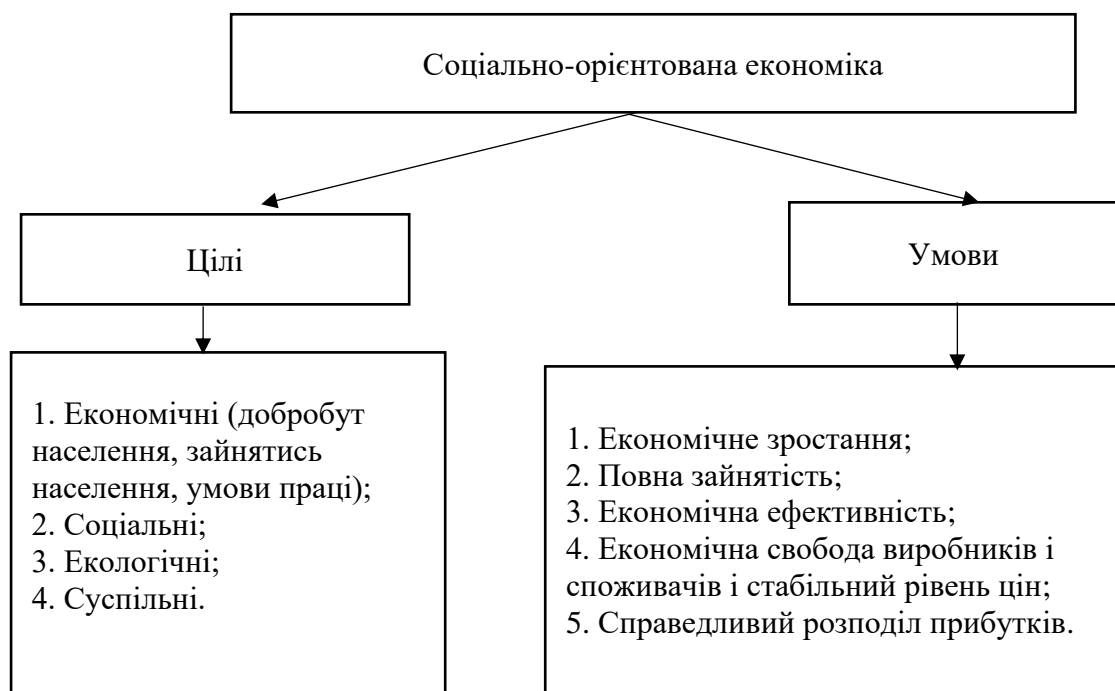 Соціально-орієнтована економіка
Цілі
Умови
1. Економічні (добробут
населення, зайнятись
населення, умови праці);
2. Соціальні;
3. Екологічні;
4. Суспільні.
1. Економічне зростання;
2. Повна зайнятість;
3. Економічна ефективність;
4. Економічна свобода виробників і
споживачів і стабільний рівень цін;
5. Справедливий розподіл прибутків.